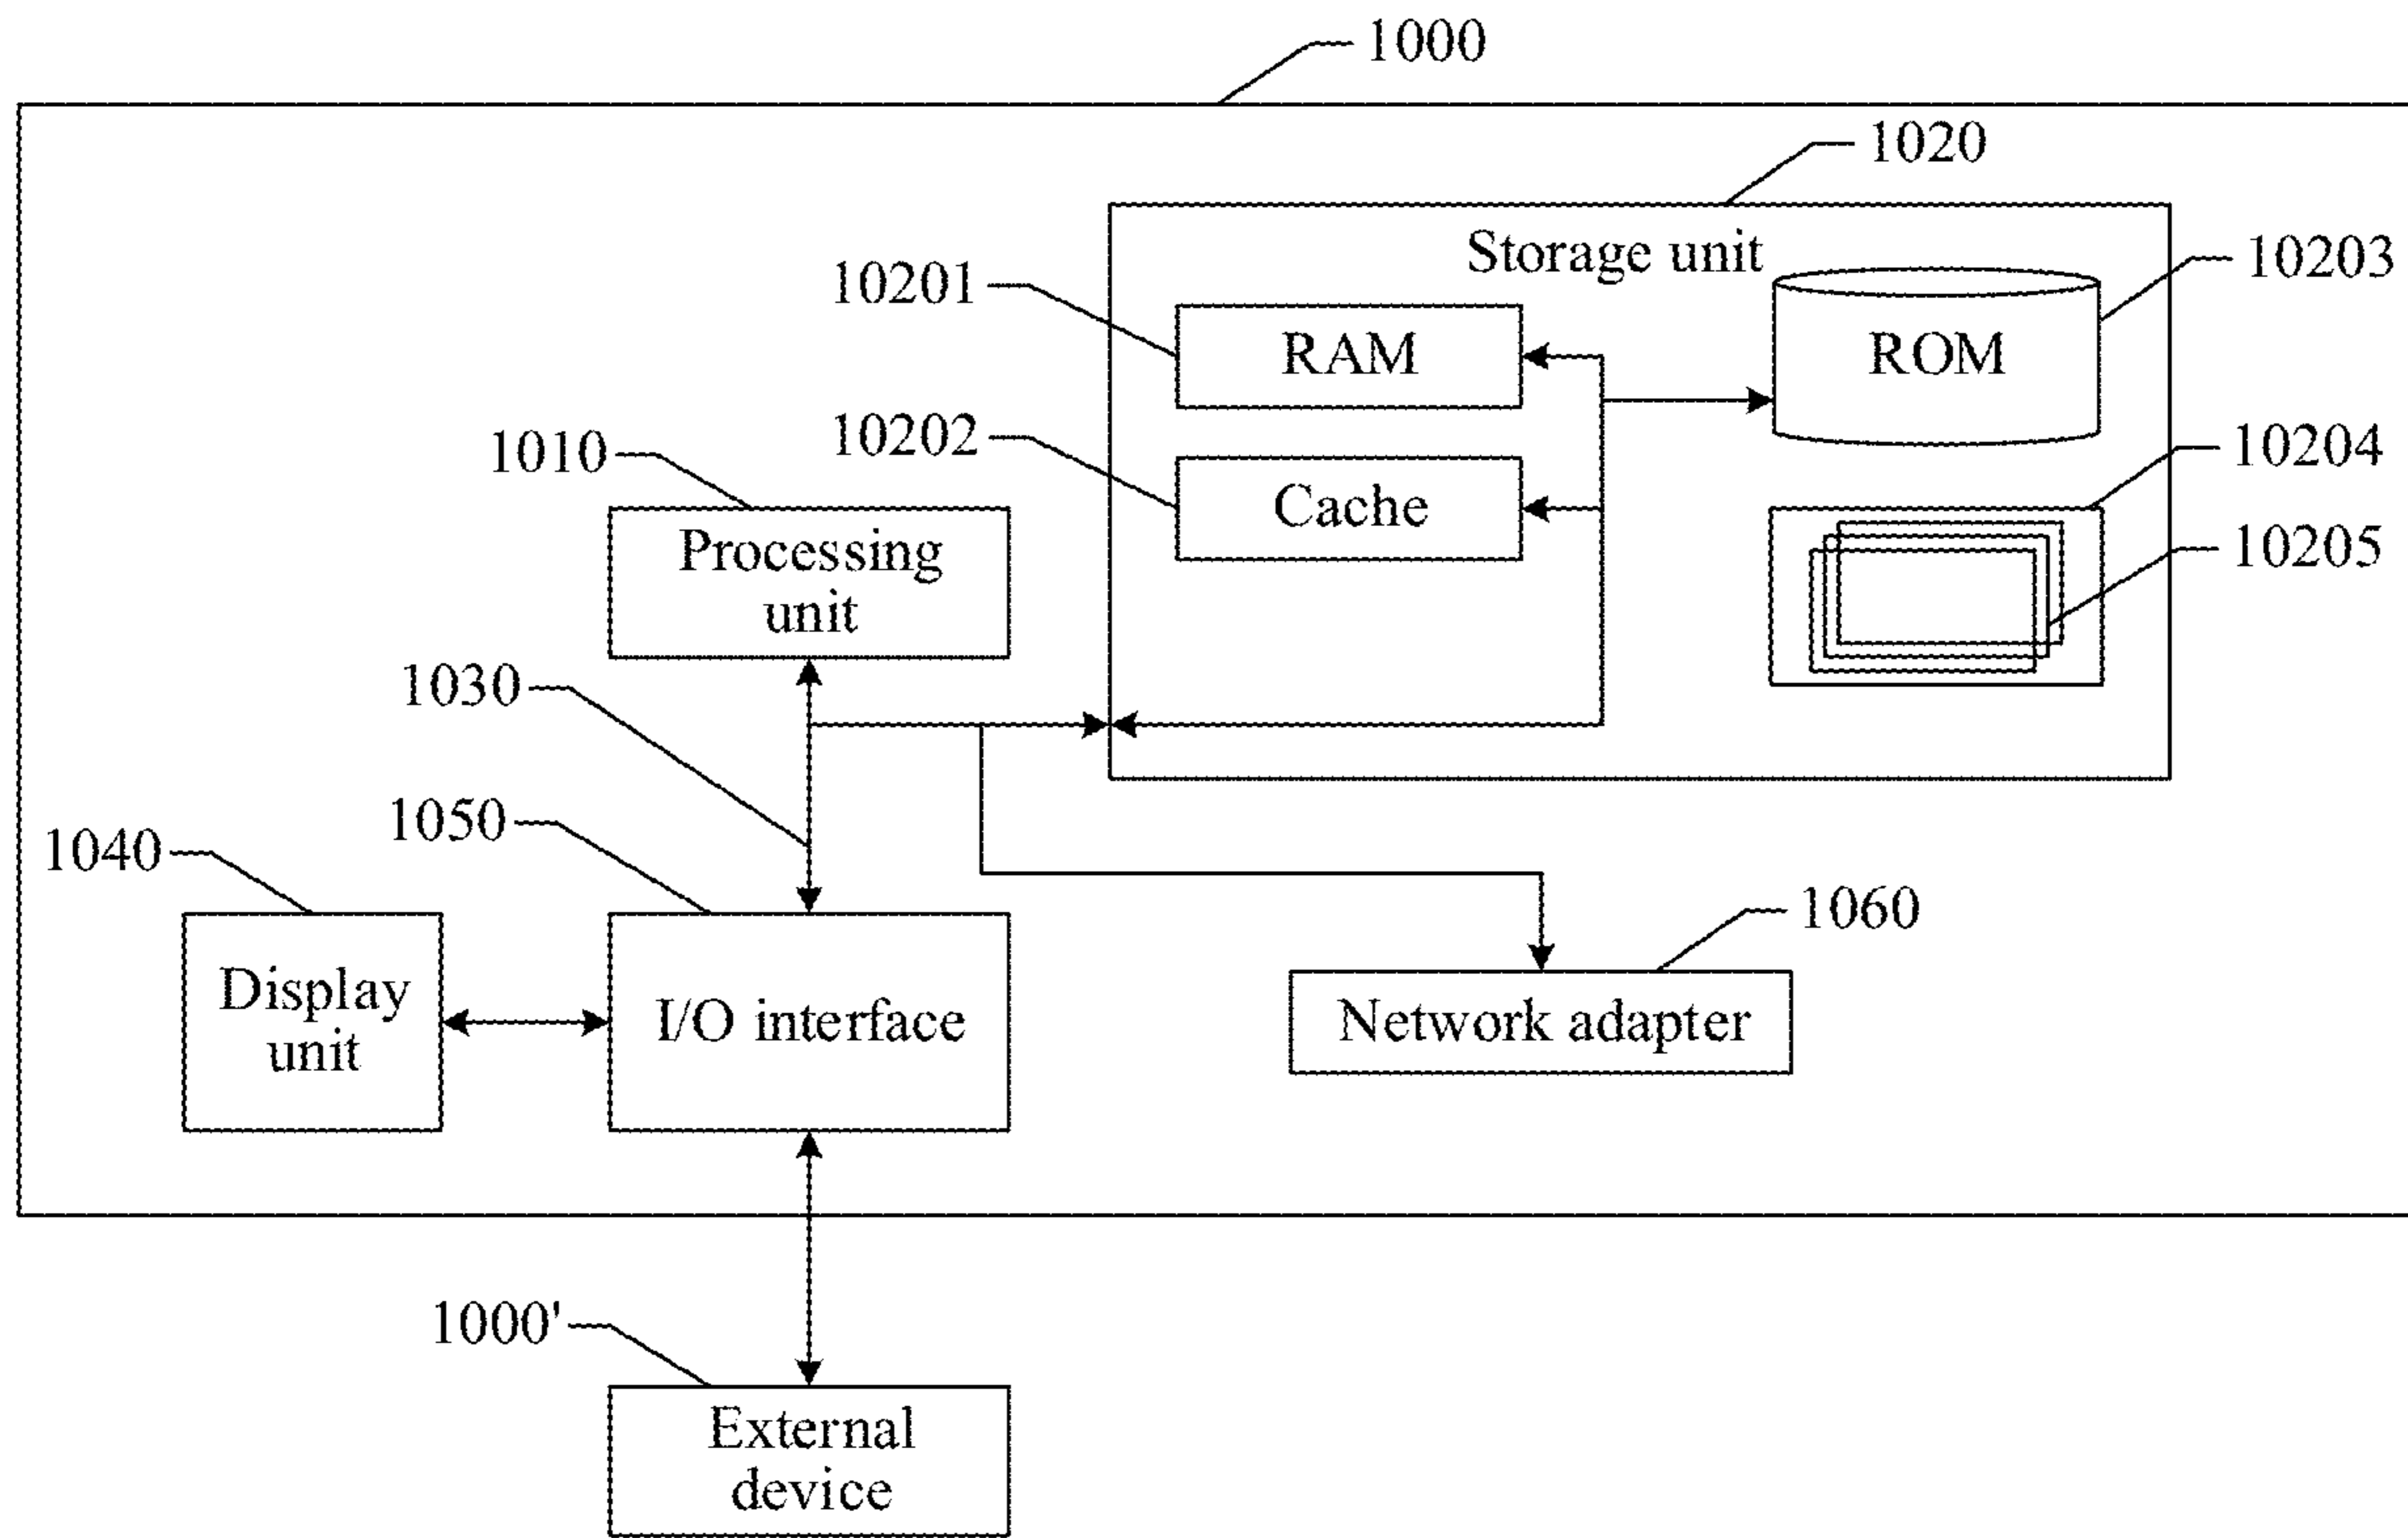 1000
1020
Storage unit
10203
10201
RAM
ROM
10202
Cache
10204
1010
Processing
unit
10205
1030
1050
1040
1060
Display
unit
I/O interface
Network adapter
1000'
External
device